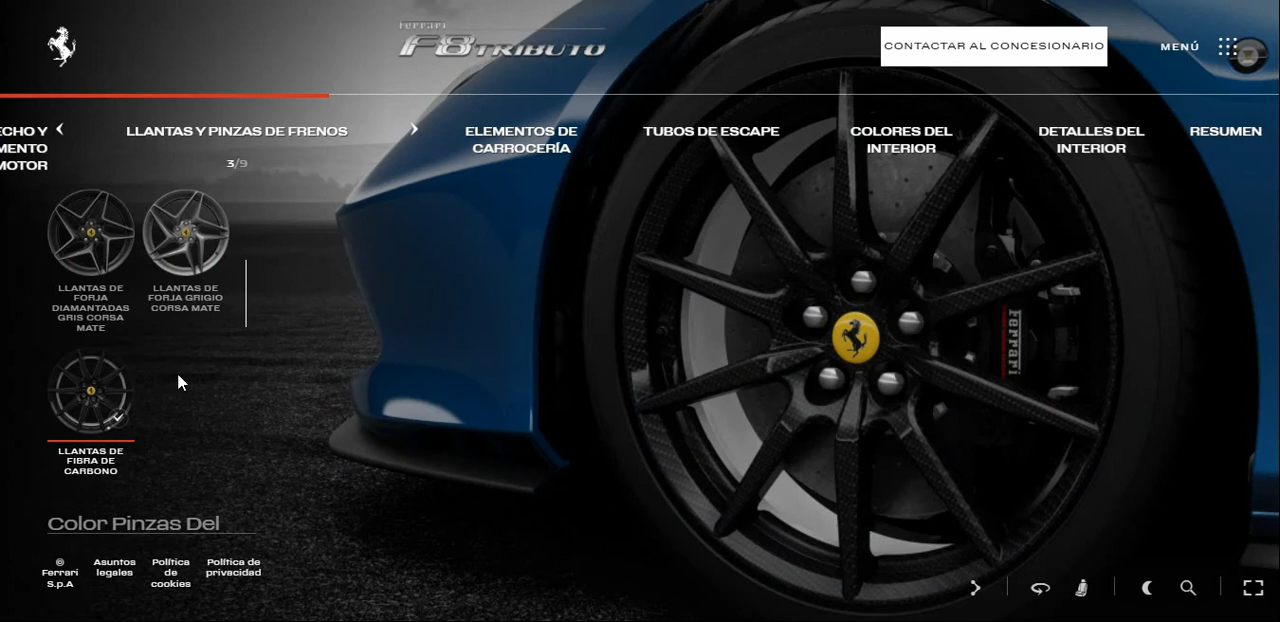 Ferrari
F8 TRIBUTO
CONTACTAR AL CONCESIONARIO
MENÚ
ECHO Y
MENTO
MOTOR
LLANTAS Y PINZAS DE FRENOS
3/9
ELEMENTOS DE
CARROCERÍA
TUBOS DE ESCAPE
COLORES DEL
INTERIOR
DETALLES DEL
INTERIOR
RESUMEN
LLANTAS DE
FORJA
DIAMANTADAS
GRIS CORSA
MATE
LLANTAS DE
FORJA GRIGIO
CORSA MATE
LLANTAS DE
FIBRA DE
CARBONO
Ferrari
Color Pinzas Del
©
Ferrari
S.p.A
Asuntos
legales
Política
de
cookies
Política de
privacidad